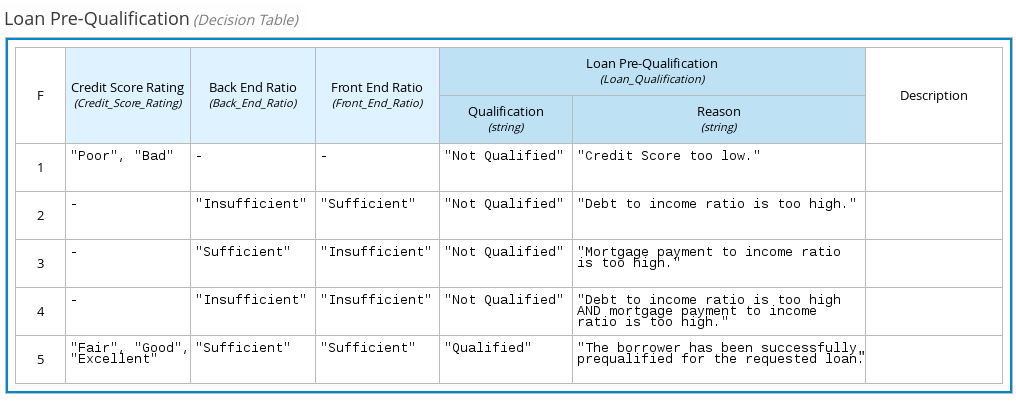 Loan Pre-Qualification (Decision Table)
F
Credit Score Rating
(Credit_Score_Rating)
Back End Ratio
(Back_End_Ratio)
Front End Ratio
(Front_End_Ratio)
Loan Pre-Qualification
(Loan_Qualification)
Qualification
(string)
Reason
(string)
Description
1
"Poor", "Bad"
-
-
"Not Qualified"
"Credit Score too low."
2
-
"Insufficient"
"Sufficient"
"Not Qualified"
"Debt to income ratio is too high."
3
-
"Sufficient"
"Insufficient"
"Not Qualified"
"Mortgage payment to income ratio
is too high."
4
-
"Insufficient"
"Insufficient"
"Not Qualified"
"Debt to income ratio is too high
AND mortgage payment to income
ratio is too high."
5
"Fair", "Good",
"Excellent"
"Sufficient"
"Sufficient"
"Qualified"
"The borrower has been successfully
prequalified for the requested loan."